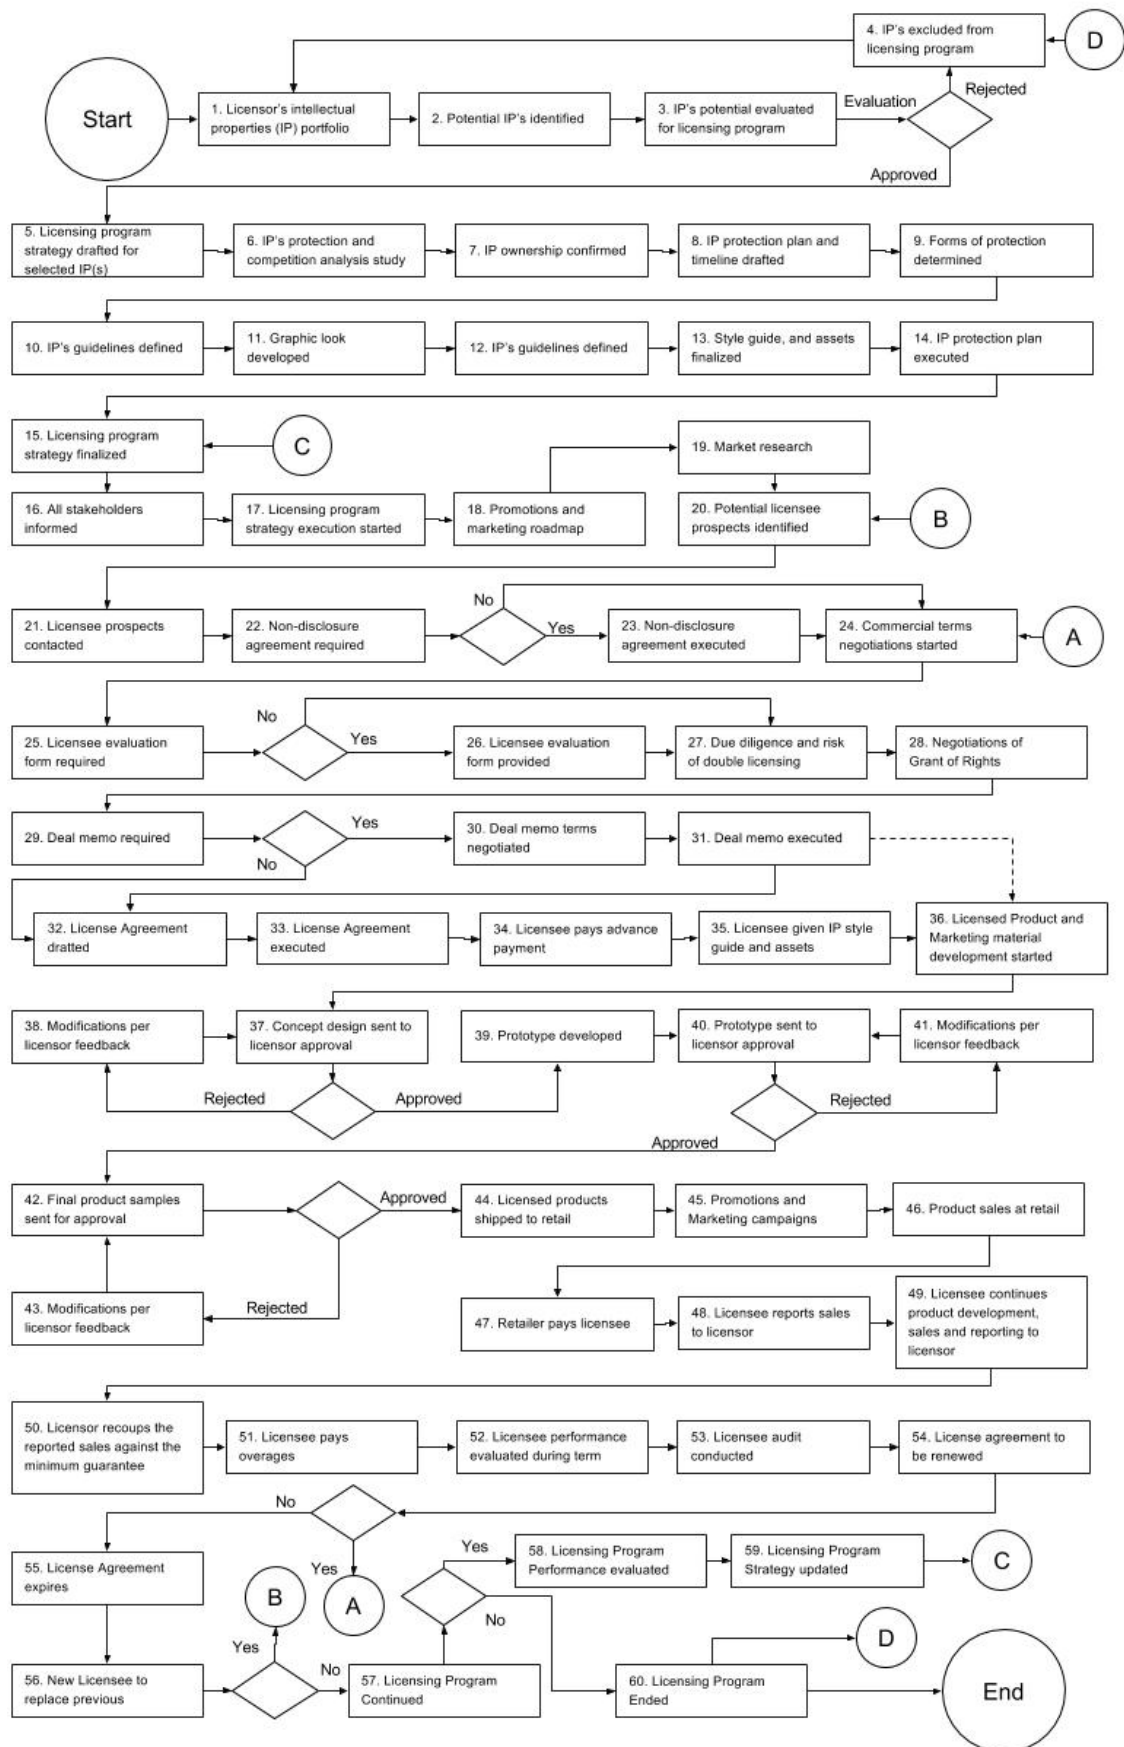 4. IP's excluded from
licensing program
D
Rejected
Start
1. Licensor's intellectual
properties (IP) portfolio
2. Potential IP's identified
3. IP's potential evaluated
for licensing program
Evaluation
Approved
5. Licensing program
strategy drafted for
selected IP(s)
6. IP's protection and
competition analysis study
7. IP ownership confirmed
8. IP protection plan and
timeline drafted
9. Forms of protection
determined
10. IP's guidelines defined
11. Graphic look
developed
12. IP's guidelines defined
13. Style guide, and assets
finalized
14. IP protection plan
executed
15. Licensing program
strategy finalized
C
19. Market research
16. All stakeholders
informed
17. Licensing program
strategy execution started
18. Promotions and
marketing roadmap
20. Potential licensee
prospects identified
B
No
21. Licensee prospects
contacted
22. Non-disclosure
agreement required
Yes
23. Non-disclosure
agreement executed
24. Commercial terms
negotiations started
A
No
25. Licensee evaluation
form required
Yes
26. Licensee evaluation
form provided
27. Due diligence and risk
of double licensing
28. Negotiations of
Grant of Rights
29. Deal memo required
Yes
No
30. Deal memo terms
negotiated
31. Deal memo executed
32. License Agreement
dratted
33. License Agreement
executed
34. Licensee pays advance
payment
35. Licensee given IP style
guide and assets
36. Licensed Product and
Marketing material
development started
38. Modifications per
licensor feedback
37. Concept design sent to
licensor approval
39. Prototype developed
40. Prototype sent to
licensor approval
41. Modifications per
licensor feedback
Rejected
Approved
Rejected
Approved
42. Final product samples
sent for approval
Approved
44. Licensed products
shipped to retail
45. Promotions and
Marketing campaigns
46. Product sales at retail
43. Modifications per
licensor feedback
Rejected
47. Retailer pays licensee
48. Licensee reports sales
to licensor
49. Licensee continues
product development,
sales and reporting to
licensor
50. Licensor recoups the
reported sales against the
minimum guarantee
51. Licensee pays
overages
52. Licensee performance
evaluated during term
53. Licensee audit
conducted
54. License agreement to
be renewed
No
Yes
A
55. License Agreement
expires
Yes
58. Licensing Program
Performance evaluated
59. Licensing Program
Strategy updated
C
B
No
D
Yes
56. New Licensee to
replace previous
No
57. Licensing Program
Continued
60. Licensing Program
Ended
End